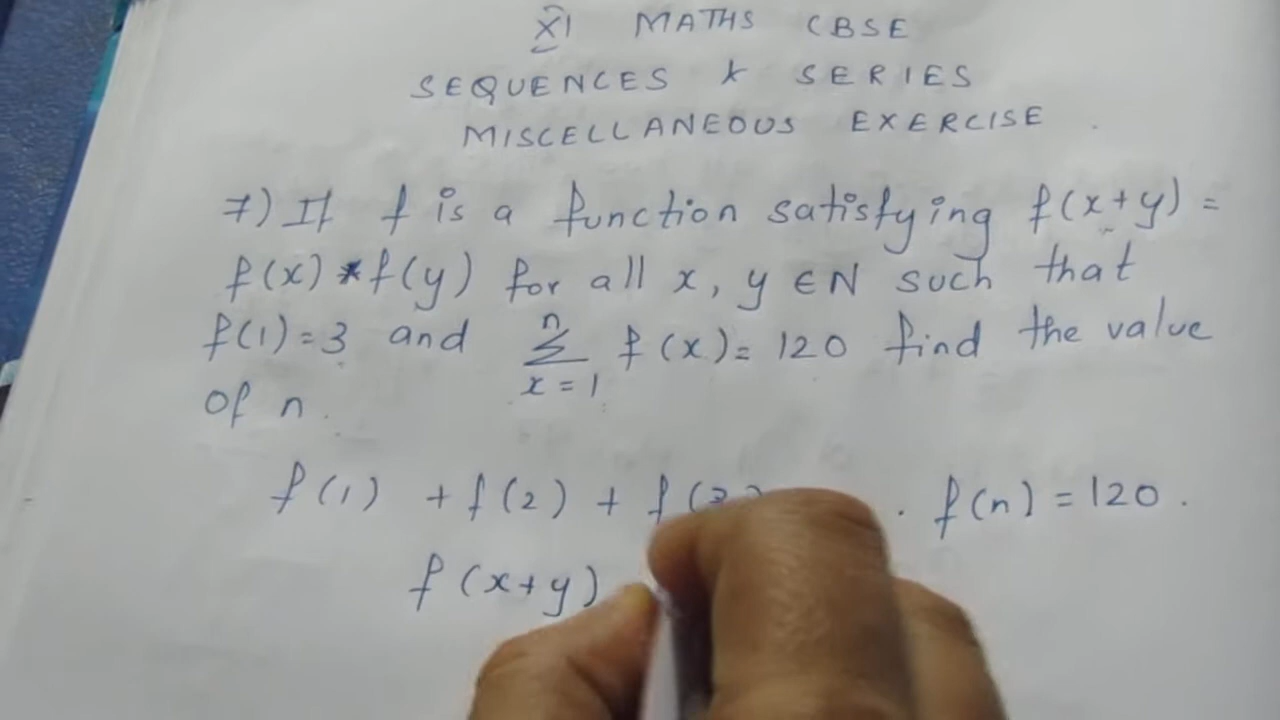 XI MATHS CBSE
SEQUENCES & SERIES
MISCELLANEOUS EXERCISE
7) If f is a function satisfying f(x+y) =
f(x) * f(y) for all x, y ∈ N such that
f(1)=3 and n∑x=1 f(x) = 120 find the value
of n.
f(1) + f(2) + f(3) . f(n) = 120.
f(x+y)